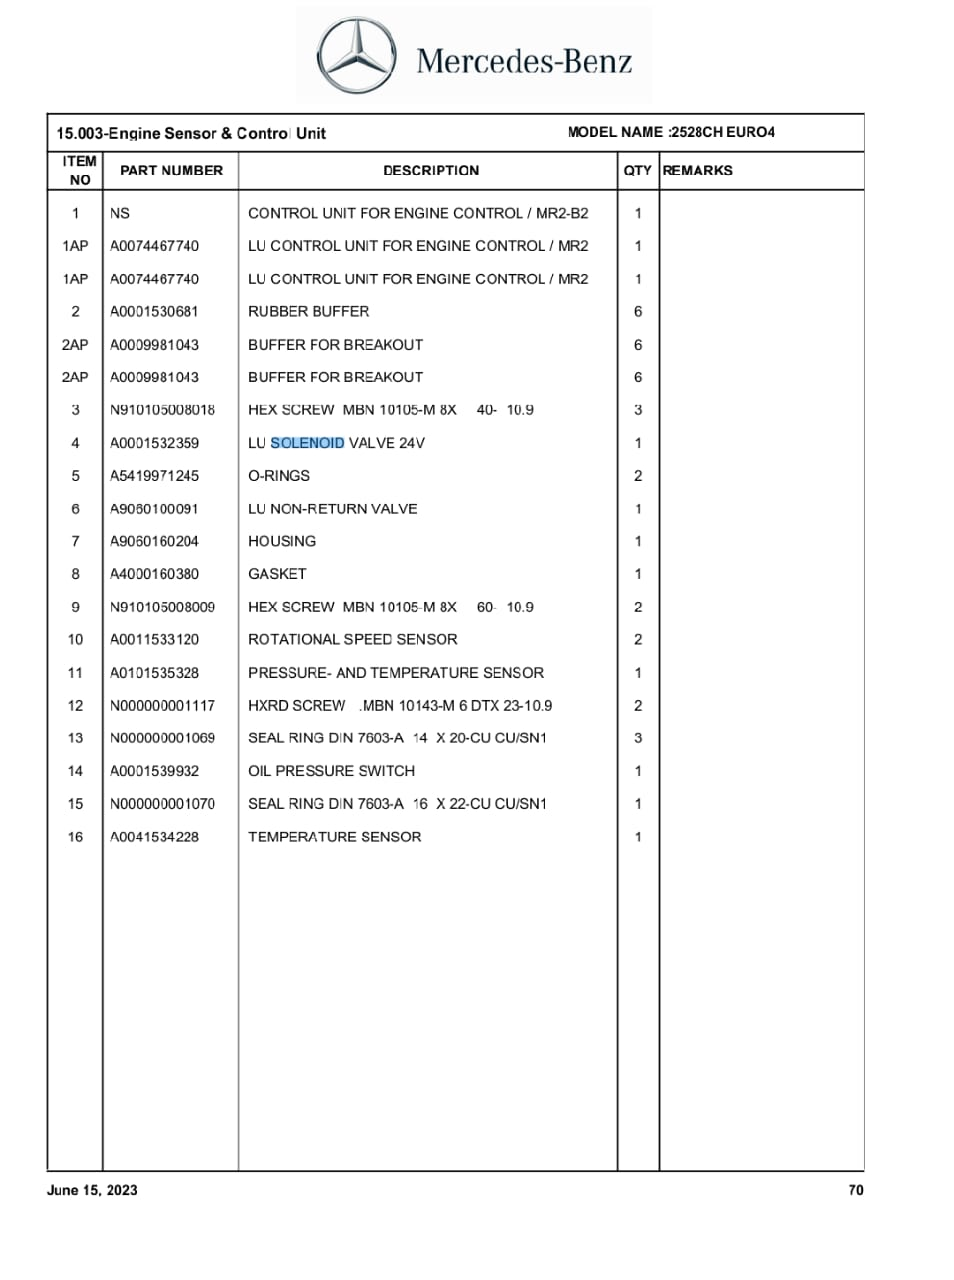 Mercedes-Benz
15.003-Engine Sensor & Control Unit MODEL NAME :2528CH EURO4
ITEM NO PART NUMBER DESCRIPTION QTY REMARKS
1 NS CONTROL UNIT FOR ENGINE CONTROL / MR2-B2 1
1AP A0074467740 LU CONTROL UNIT FOR ENGINE CONTROL / MR2 1
1AP A0074467740 LU CONTROL UNIT FOR ENGINE CONTROL / MR2 1
2 A0001530681 RUBBER BUFFER 6
2AP A0009981043 BUFFER FOR BREAKOUT 6
2AP A0009981043 BUFFER FOR BREAKOUT 6
3 N910105008018 HEX SCREW MBN 10105-M 8X 40- 10.9 3
4 A0001532359 LU SOLENOID VALVE 24V 1
5 A5419971245 O-RINGS 2
6 A9060100091 LU NON-RETURN VALVE 1
7 A9060160204 HOUSING 1
8 A4000160380 GASKET 1
9 N910105008009 HEX SCREW MBN 10105-M 8X 60- 10.9 2
10 A0011533120 ROTATIONAL SPEED SENSOR 2
11 A0101535328 PRESSURE- AND TEMPERATURE SENSOR 1
12 N000000001117 HXRD SCREW .MBN 10143-M 6 DTX 23-10.9 2
13 N000000001069 SEAL RING DIN 7603-A 14 X 20-CU CU/SN1 3
14 A0001539932 OIL PRESSURE SWITCH 1
15 N000000001070 SEAL RING DIN 7603-A 16 X 22-CU CU/SN1 1
16 A0041534228 TEMPERATURE SENSOR 1
June 15, 2023 70